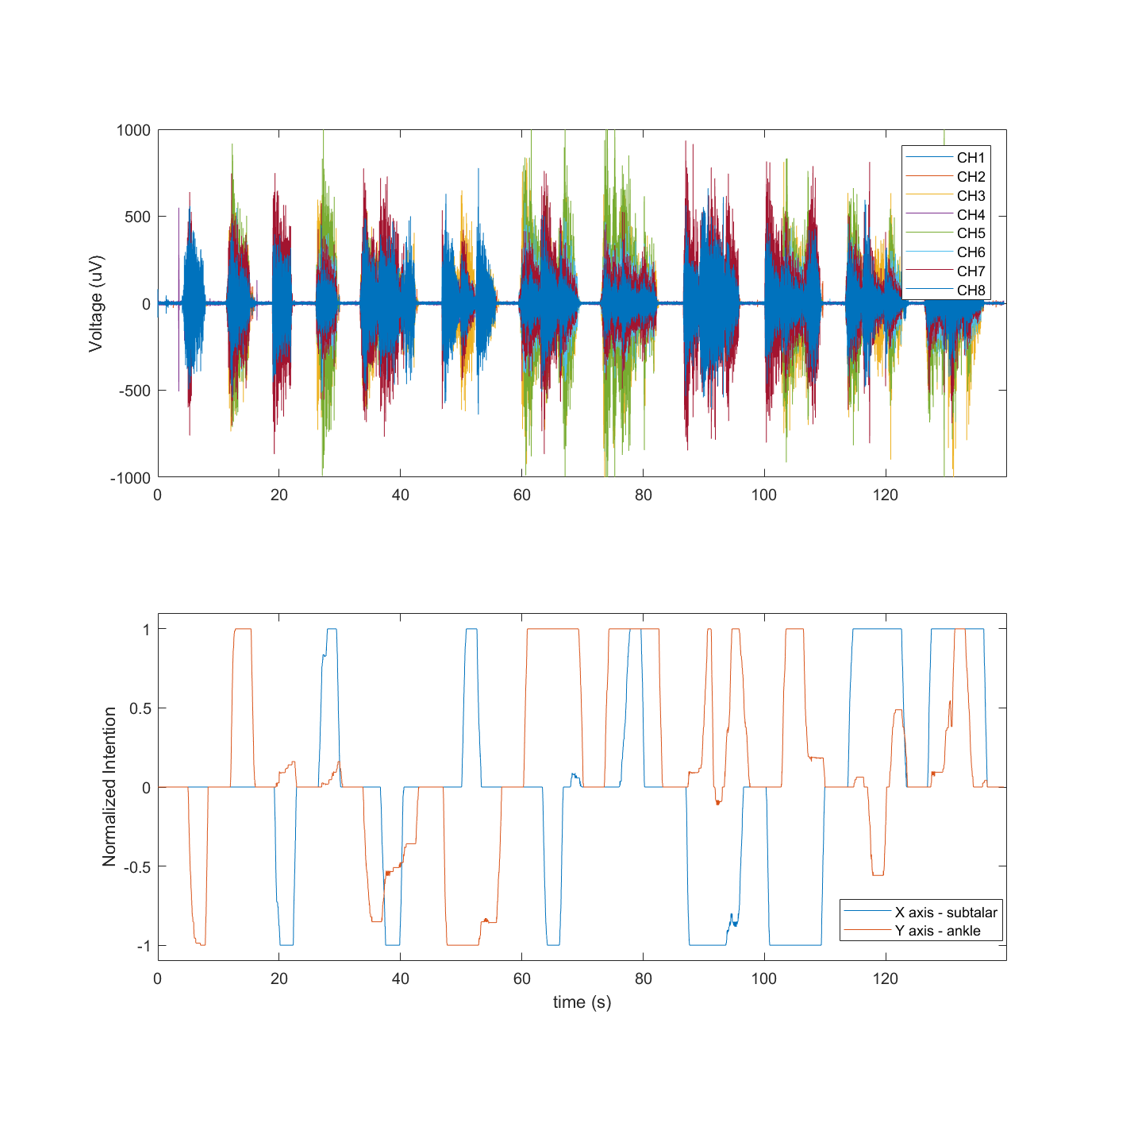 1000
500
0
-500
-1000
Voltage (uV)
CH1
CH2
CH3
CH4
CH5
CH6
CH7
CH8
0 20 40 60 80 100 120
1
0.5
0
-0.5
-1
Normalized Intention
X axis - subtalar
Y axis - ankle
0 20 40 60 80 100 120
time (s)